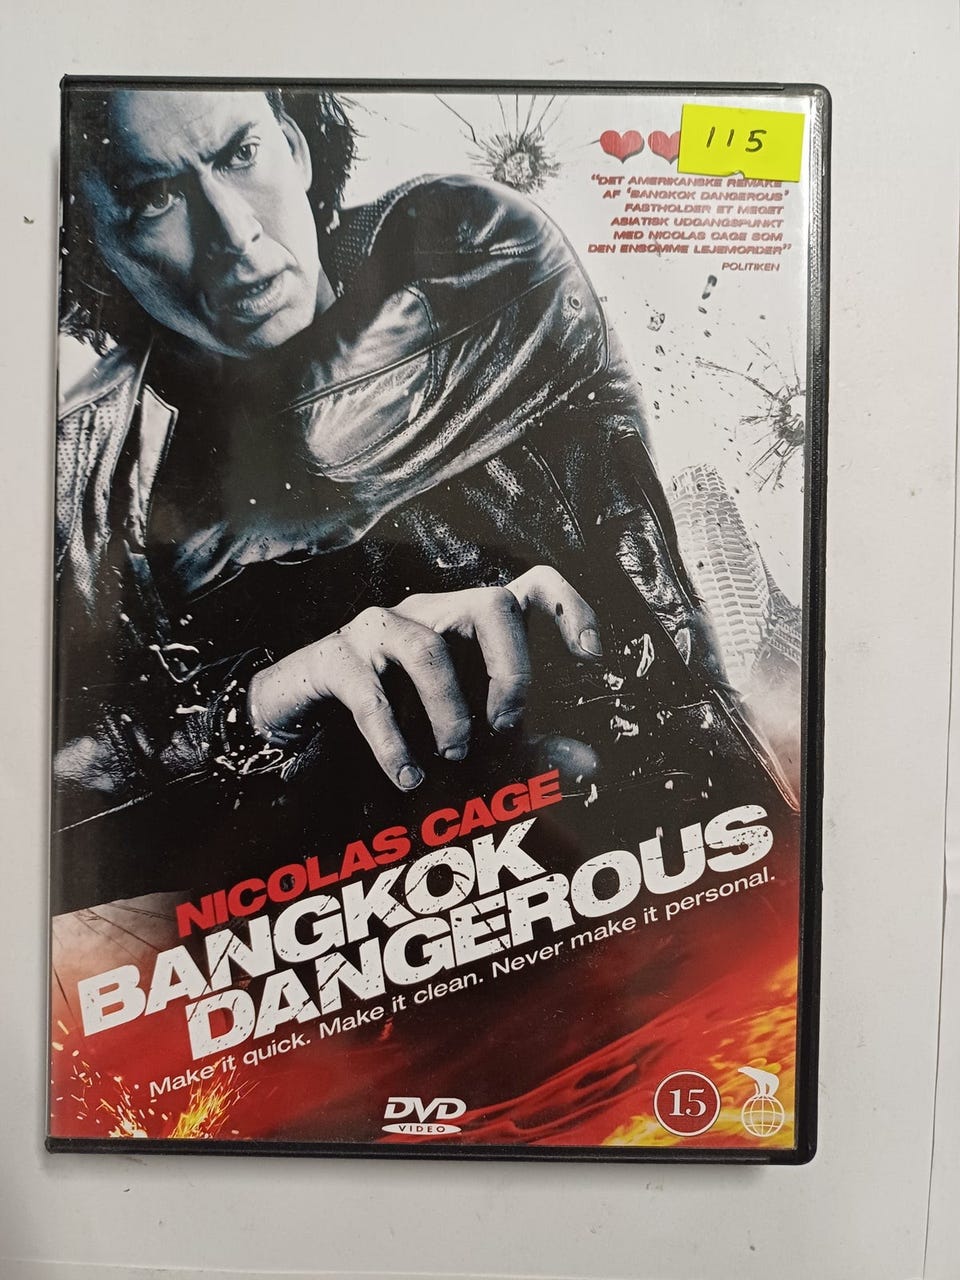 115
"DET AMERIKANSKE REMAKE
AF 'BANGKOK DANGEROUS'
FASTHOLDER ET MEGET
ASIATISK UDGANGSPUNKT
MED NICOLAS CAGE SOM
DEN ENSOMME LEJEMORDER"
POLITIKEN
NICOLAS CAGE
BANGKOK
DANGEROUS
Make it quick. Make it clean. Never make it personal.
DVD
VIDEO
15